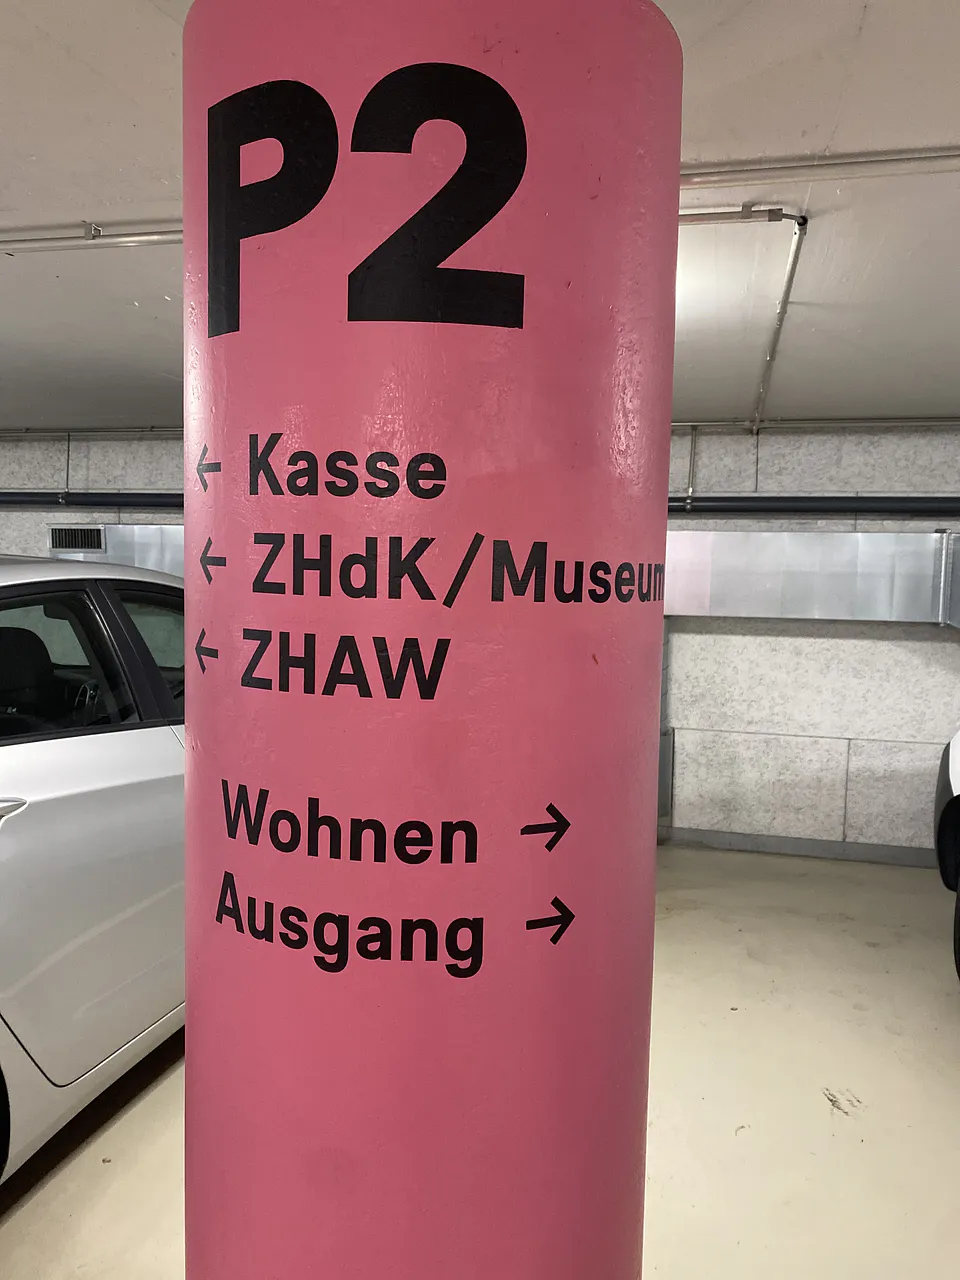 P2
← Kasse
← ZHdK/Museum
← ZHAW
Wohnen →
Ausgang →